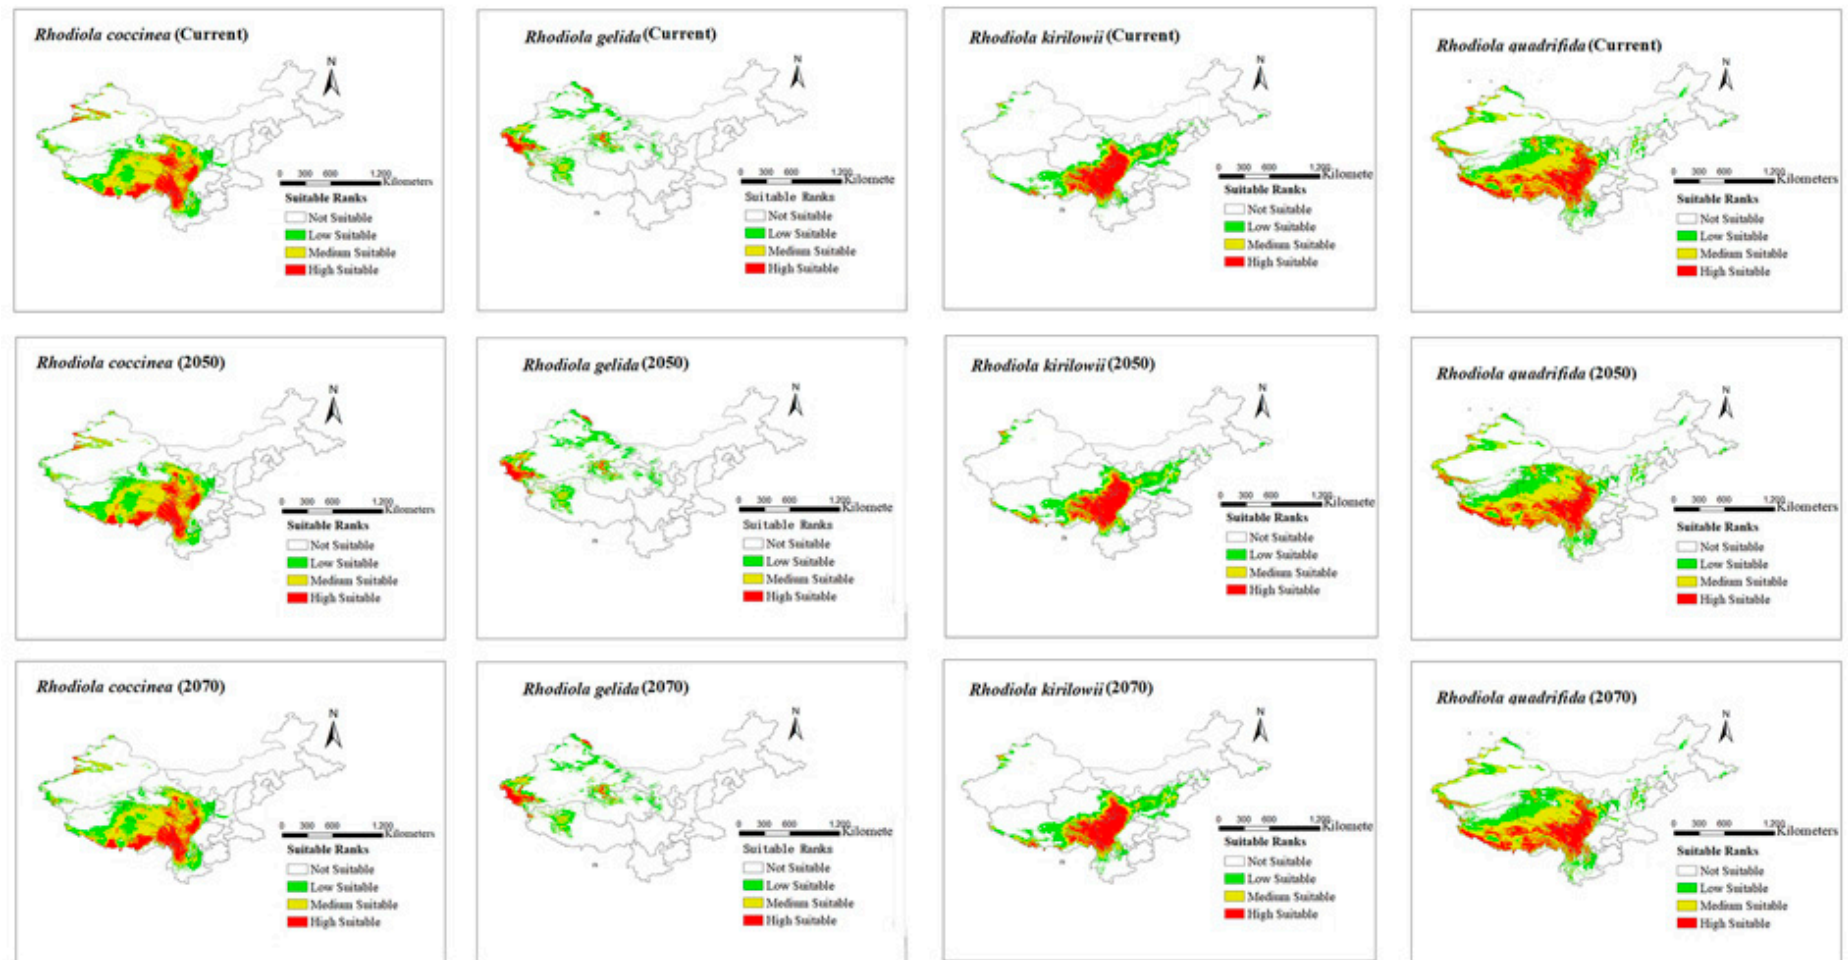 Rhodiola coccinea (Current)
N
0 300 600 1,200
Kilometers
Suitable Ranks
Not Suitable
Low Suitable
Medium Suitable
High Suitable
Rhodiola gelida (Current)
N
0 300 600 1,200
Kilomete
Suitable Ranks
Not Suitable
Low Suitable
Medium Suitable
High Suitable
Rhodiola kirilowii (Current)
N
0 300 600 1,200
Kilomete
Suitable Ranks
Not Suitable
Low Suitable
Medium Suitable
High Suitable
Rhodiola quadrifida (Current)
N
0 300 600 1,200
Kilometers
Suitable Ranks
Not Suitable
Low Suitable
Medium Suitable
High Suitable
Rhodiola coccinea (2050)
N
0 300 600 1,200
Kilometers
Suitable Ranks
Not Suitable
Low Suitable
Medium Suitable
High Suitable
Rhodiola gelida (2050)
N
0 300 600 1,200
Kilomete
Suitable Ranks
Not Suitable
Low Suitable
Medium Suitable
High Suitable
Rhodiola kirilowii (2050)
N
0 300 600 1,200
Kilomete
Suitable Ranks
Not Suitable
Low Suitable
Medium Suitable
High Suitable
Rhodiola quadrifida (2050)
N
0 300 600 1,200
Kilometers
Suitable Ranks
Not Suitable
Low Suitable
Medium Suitable
High Suitable
Rhodiola coccinea (2070)
N
0 300 600 1,200
Kilometers
Suitable Ranks
Not Suitable
Low Suitable
Medium Suitable
High Suitable
Rhodiola gelida (2070)
N
0 300 600 1,200
Kilomete
Suitable Ranks
Not Suitable
Low Suitable
Medium Suitable
High Suitable
Rhodiola kirilowii (2070)
N
0 300 600 1,200
Kilomete
Suitable Ranks
Not Suitable
Low Suitable
Medium Suitable
High Suitable
Rhodiola quadrifida (2070)
N
0 300 600 1,200
Kilometers
Suitable Ranks
Not Suitable
Low Suitable
Medium Suitable
High Suitable